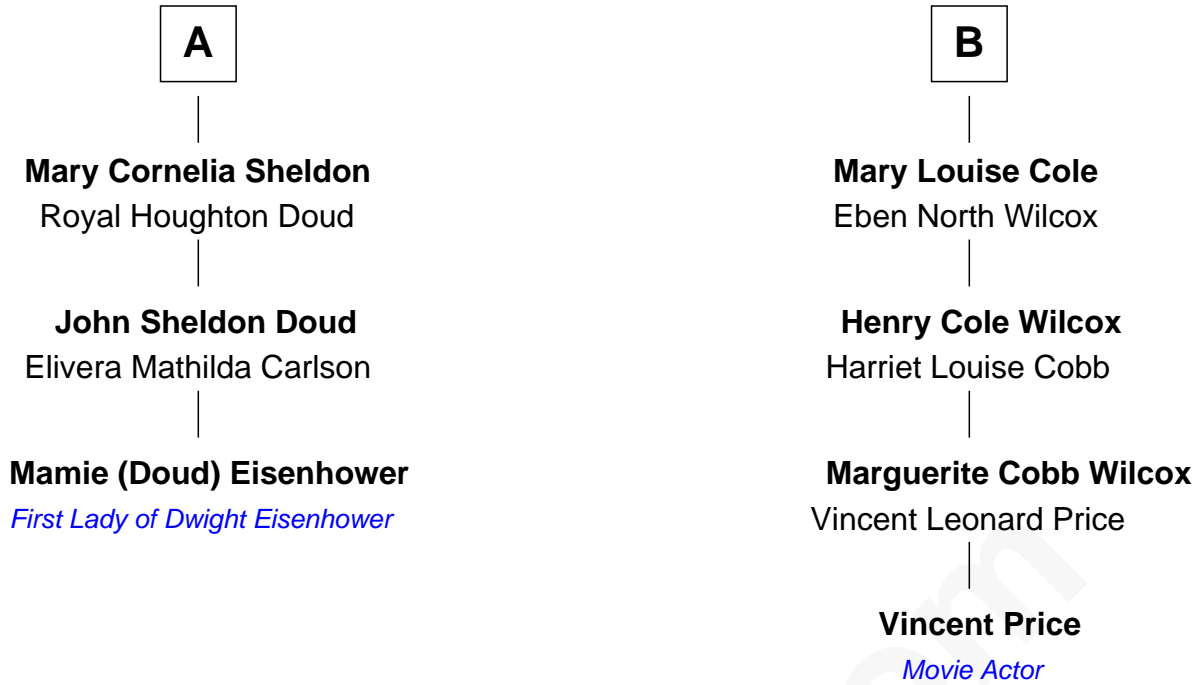 A
Mary Cornelia Sheldon
Royal Houghton Doud
John Sheldon Doud
Elivera Mathilda Carlson
Mamie (Doud) Eisenhower
First Lady of Dwight Eisenhower
B
Mary Louise Cole
Eben North Wilcox
Henry Cole Wilcox
Harriet Louise Cobb
Marguerite Cobb Wilcox
Vincent Leonard Price
Vincent Price
Movie Actor